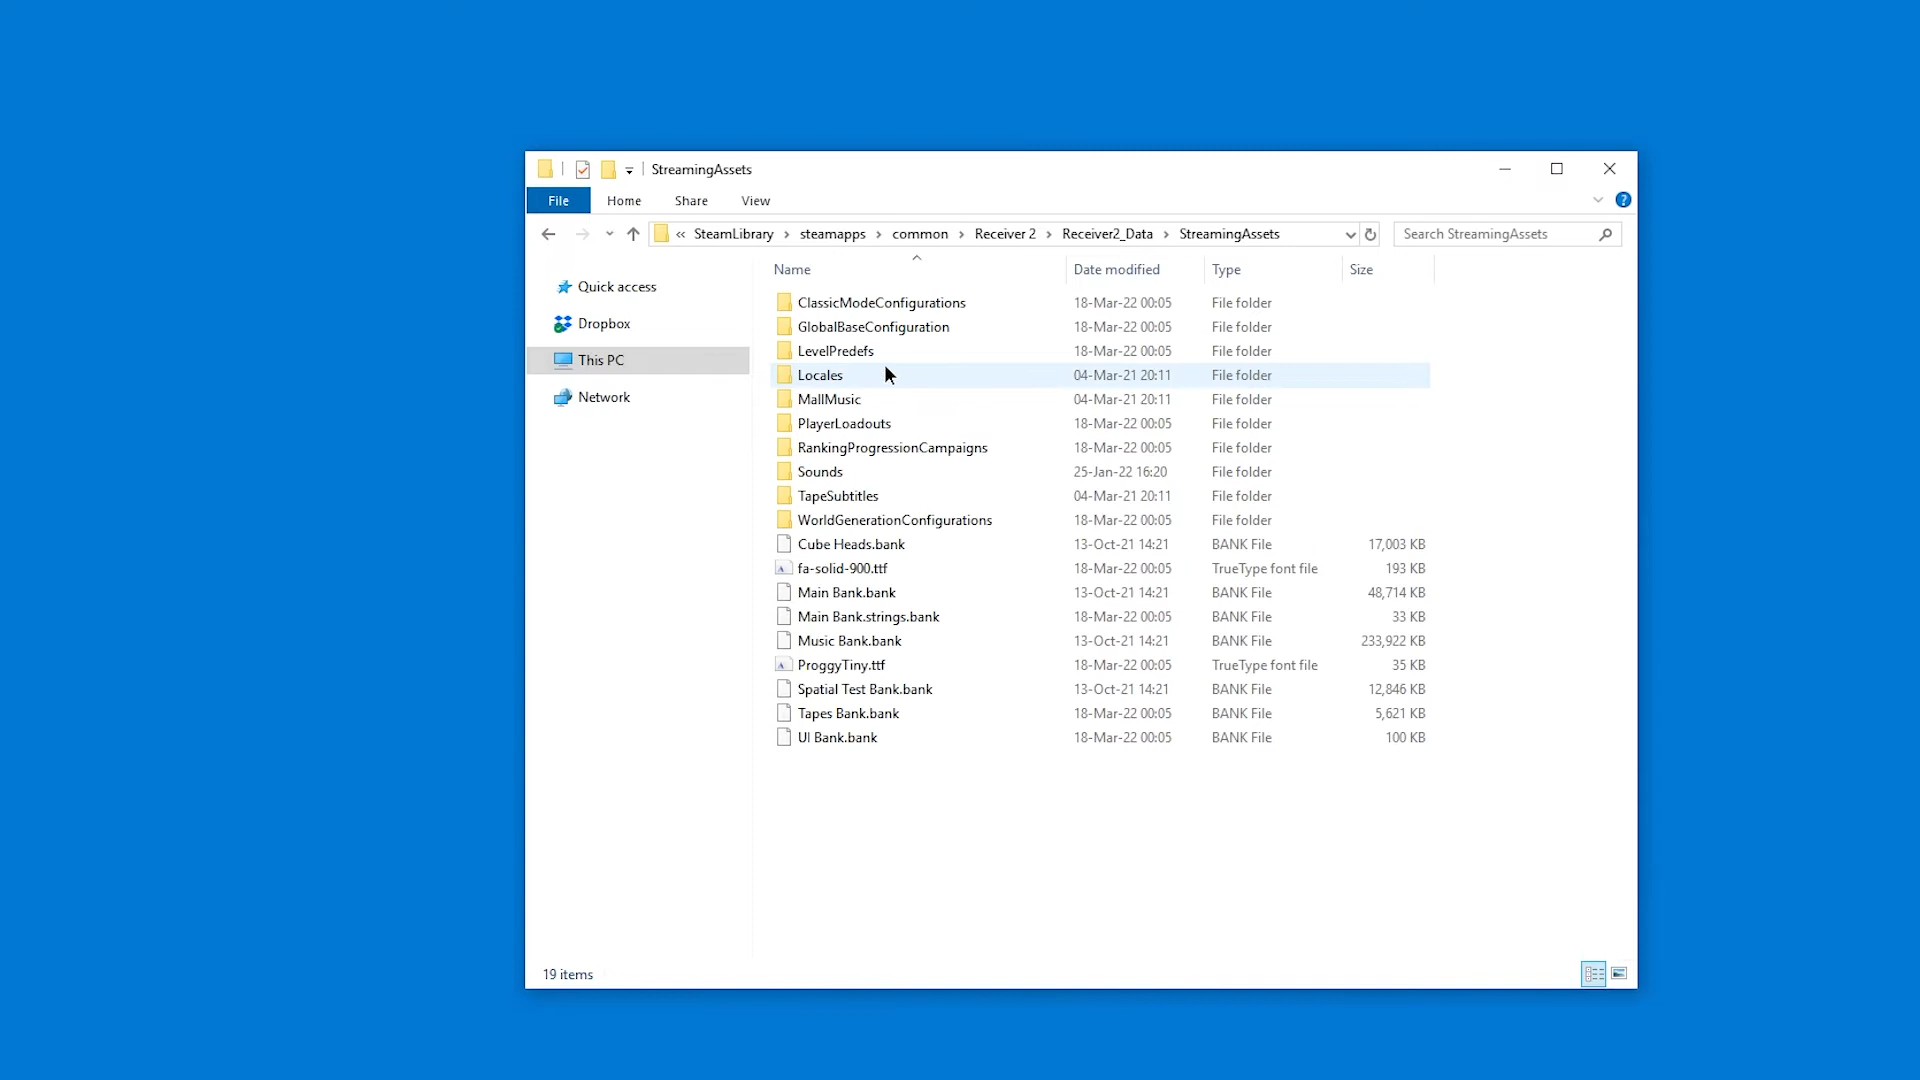 StreamingAssets
File Home Share View
« SteamLibrary › steamapps › common › Receiver 2 › Receiver2_Data › StreamingAssets Search StreamingAssets
Name Date modified Type Size
Quick access
Dropbox
This PC
Network
ClassicModeConfigurations 18-Mar-22 00:05 File folder
GlobalBaseConfiguration 18-Mar-22 00:05 File folder
LevelPredefs 18-Mar-22 00:05 File folder
Locales 04-Mar-21 20:11 File folder
MallMusic 04-Mar-21 20:11 File folder
PlayerLoadouts 18-Mar-22 00:05 File folder
RankingProgressionCampaigns 18-Mar-22 00:05 File folder
Sounds 25-Jan-22 16:20 File folder
TapeSubtitles 04-Mar-21 20:11 File folder
WorldGenerationConfigurations 18-Mar-22 00:05 File folder
Cube Heads.bank 13-Oct-21 14:21 BANK File 17,003 KB
fa-solid-900.ttf 18-Mar-22 00:05 TrueType font file 193 KB
Main Bank.bank 13-Oct-21 14:21 BANK File 48,714 KB
Main Bank.strings.bank 18-Mar-22 00:05 BANK File 33 KB
Music Bank.bank 13-Oct-21 14:21 BANK File 233,922 KB
ProggyTiny.ttf 18-Mar-22 00:05 TrueType font file 35 KB
Spatial Test Bank.bank 13-Oct-21 14:21 BANK File 12,846 KB
Tapes Bank.bank 18-Mar-22 00:05 BANK File 5,621 KB
UI Bank.bank 18-Mar-22 00:05 BANK File 100 KB
19 items